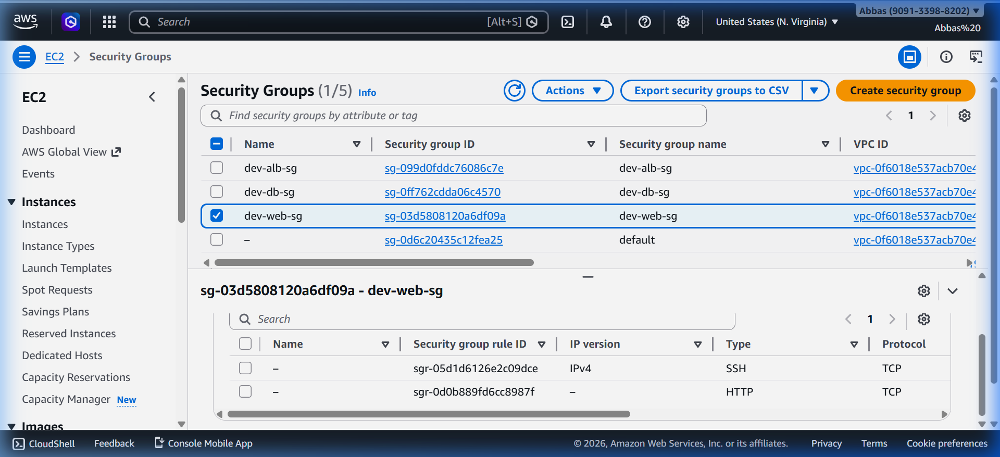 aws
Search
[Alt+S]
United States (N. Virginia)
Abbas (9091-3398-8202)
Abbas%20
EC2
Security Groups
EC2
Dashboard
AWS Global View
Events
Instances
Instances
Instance Types
Launch Templates
Spot Requests
Savings Plans
Reserved Instances
Dedicated Hosts
Capacity Reservations
Capacity Manager New
Images
Security Groups (1/5) Info
Actions
Export security groups to CSV
Create security group
Find security groups by attribute or tag
1
Name Security group ID Security group name VPC ID
dev-alb-sg sg-099d0fddc76086c7e dev-alb-sg vpc-0f6018e537acb70e4
dev-db-sg sg-0ff762cdda06c4570 dev-db-sg vpc-0f6018e537acb70e4
dev-web-sg sg-03d5808120a6df09a dev-web-sg vpc-0f6018e537acb70e4
– sg-0d6c20435c12fea25 default vpc-0f6018e537acb70e4
sg-03d5808120a6df09a - dev-web-sg
Search
1
Name Security group rule ID IP version Type Protocol
– sgr-05d1d6126e2c09dce IPv4 SSH TCP
– sgr-0d0b889fd6cc8987f – HTTP TCP
CloudShell Feedback Console Mobile App © 2026, Amazon Web Services, Inc. or its affiliates. Privacy Terms Cookie preferences